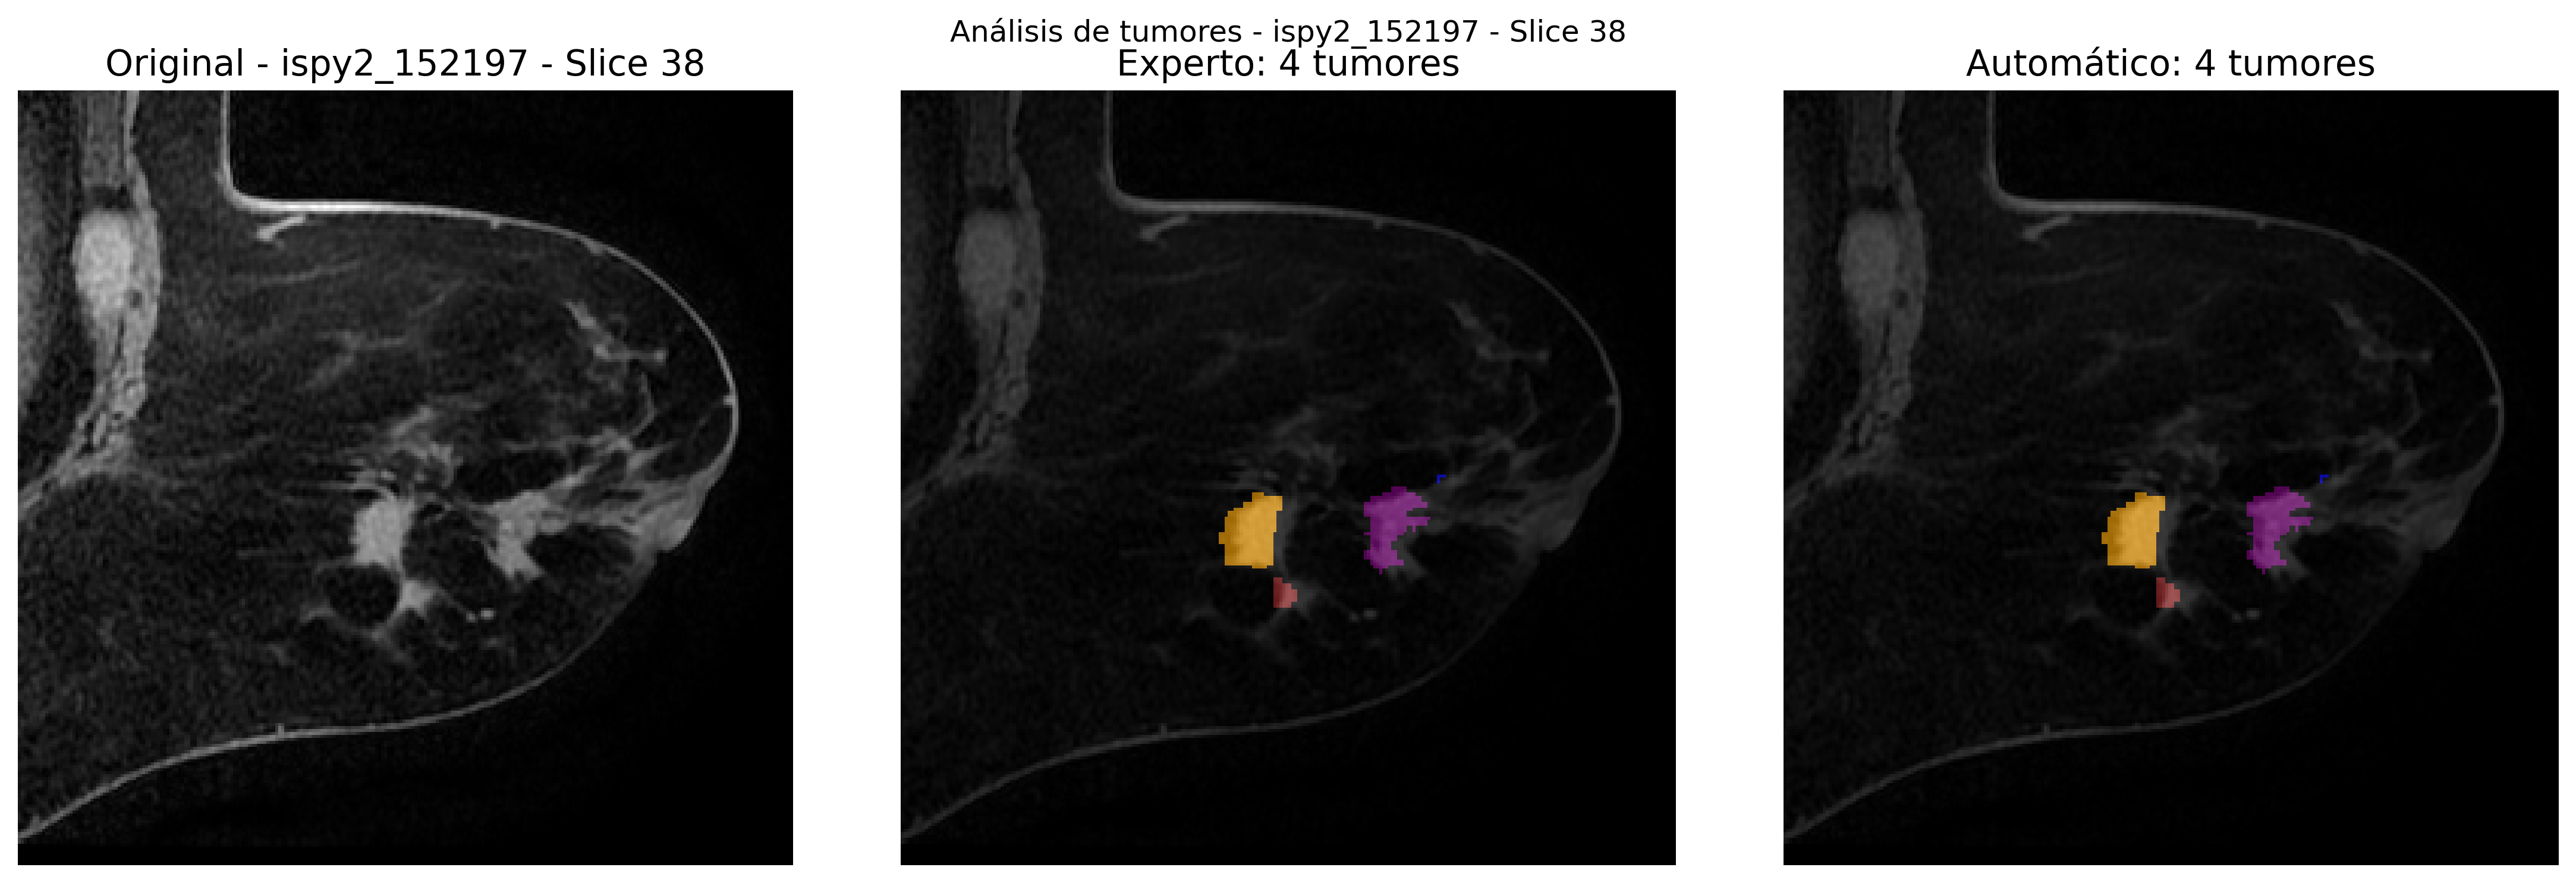 Análisis de tumores - ispy2_152197 - Slice 38
Original - ispy2_152197 - Slice 38
Experto: 4 tumores
Automático: 4 tumores